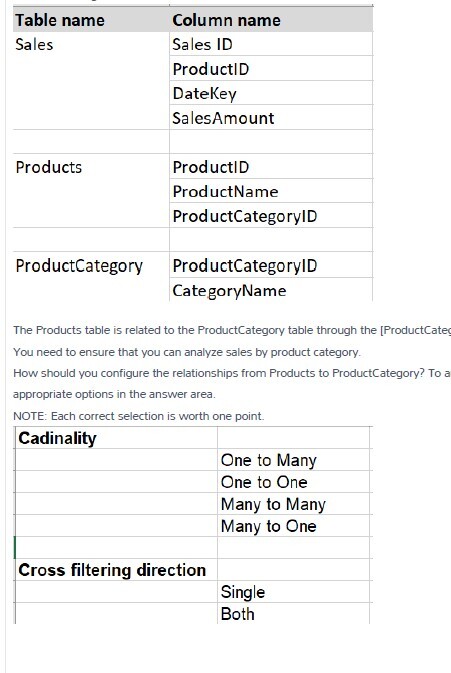 Table name Column name
Sales Sales ID
ProductID
DateKey
SalesAmount
Products ProductID
ProductName
ProductCategoryID
ProductCategory ProductCategoryID
CategoryName
The Products table is related to the ProductCategory table through the [ProductCateg
You need to ensure that you can analyze sales by product category.
How should you configure the relationships from Products to ProductCategory? To a
appropriate options in the answer area.
NOTE: Each correct selection is worth one point.
Cadinality
One to Many
One to One
Many to Many
Many to One
Cross filtering direction
Single
Both